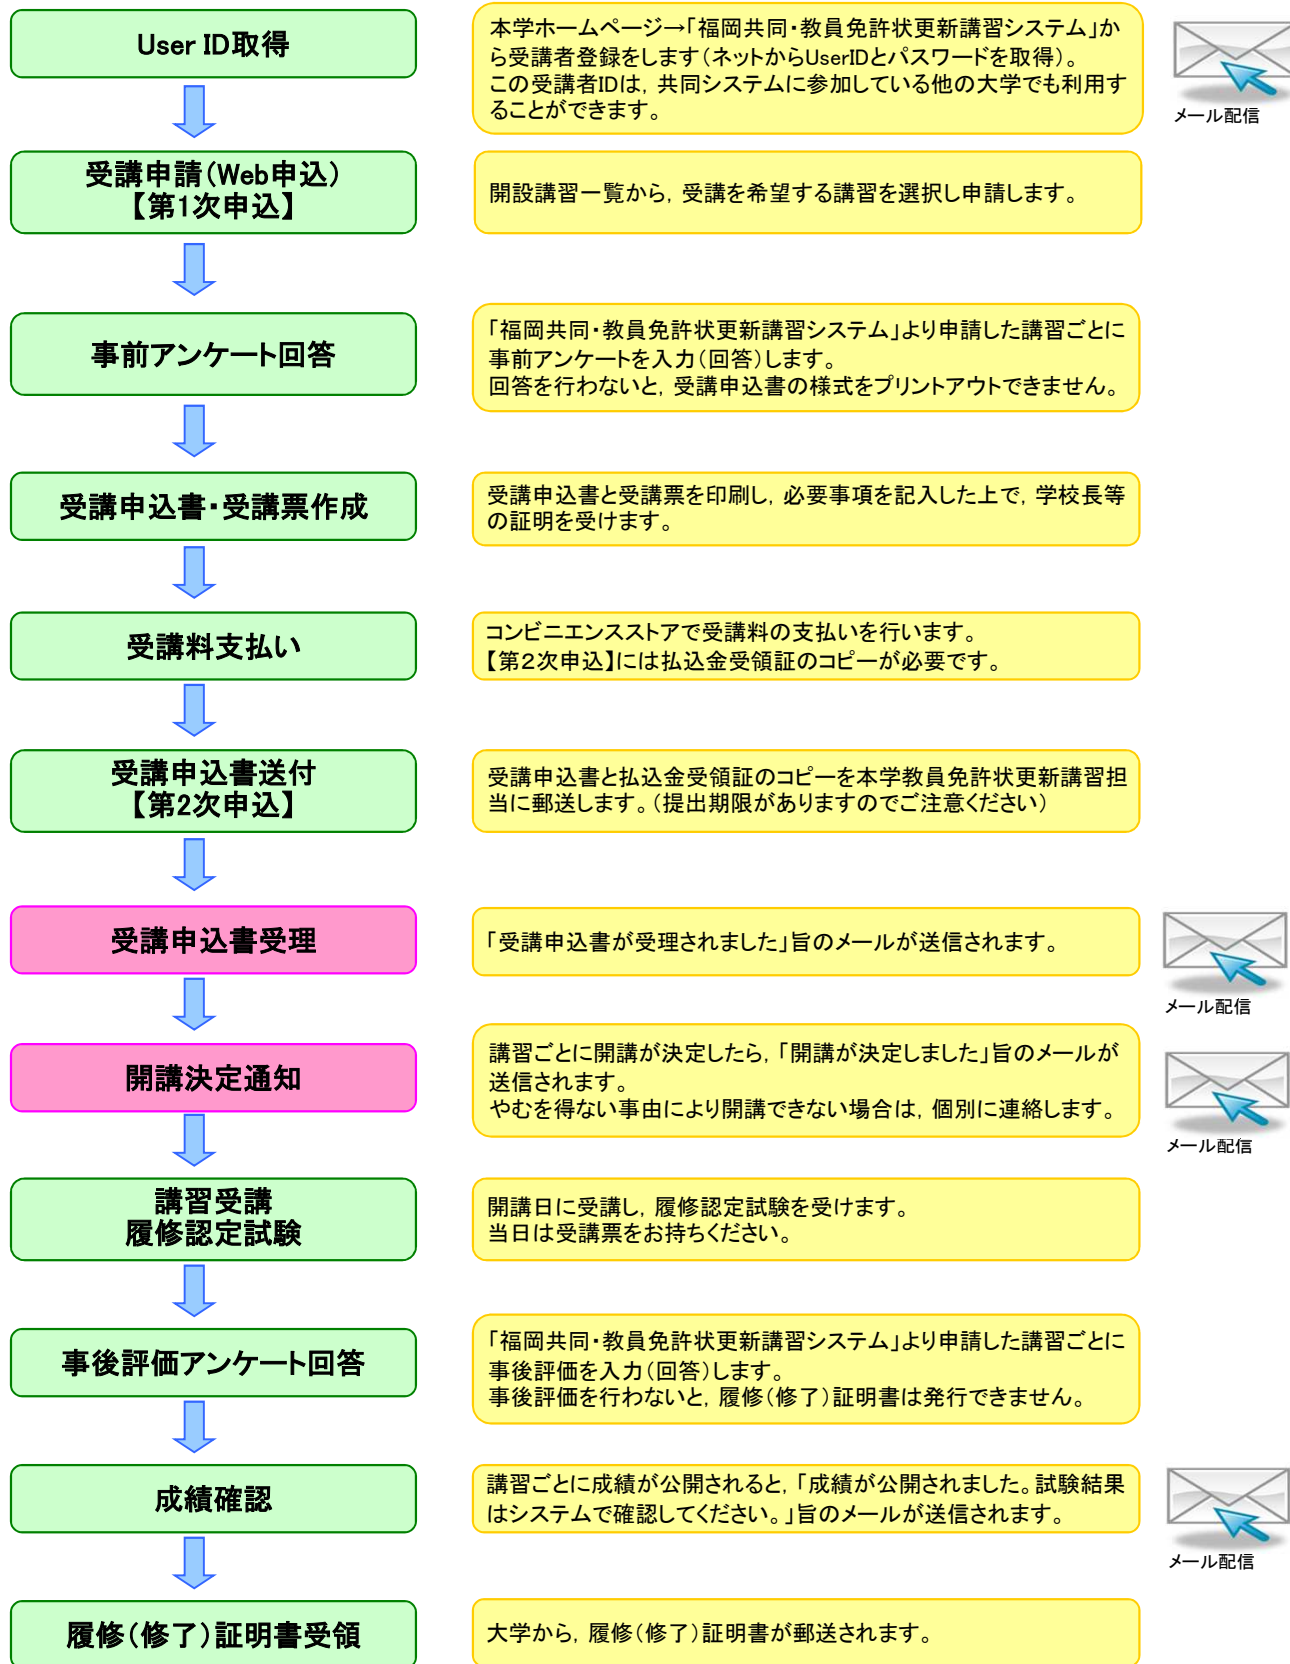 User ID取得
本学ホームページ→「福岡共同・教員免許状更新講習システム」か
ら受講者登録をします(ネットからUserIDとパスワードを取得)。
この受講者IDは，共同システムに参加している他の大学でも利用す
ることができます。
メール配信
受講申請(Web申込)
【第1次申込】
開設講習一覧から，受講を希望する講習を選択し申請します。
事前アンケート回答
「福岡共同・教員免許状更新講習システム」より申請した講習ごとに
事前アンケートを入力(回答)します。
回答を行わないと，受講申込書の様式をプリントアウトできません。
受講申込書・受講票作成
受講申込書と受講票を印刷し，必要事項を記入した上で，学校長等
の証明を受けます。
受講料支払い
コンビニエンスストアで受講料の支払いを行います。
【第２次申込】には払込金受領証のコピーが必要です。
受講申込書送付
【第2次申込】
受講申込書と払込金受領証のコピーを本学教員免許状更新講習担
当に郵送します。(提出期限がありますのでご注意ください)
受講申込書受理
「受講申込書が受理されました」旨のメールが送信されます。
メール配信
開講決定通知
講習ごとに開講が決定したら，「開講が決定しました」旨のメールが
送信されます。
やむを得ない事由により開講できない場合は，個別に連絡します。
メール配信
講習受講
履修認定試験
開講日に受講し，履修認定試験を受けます。
当日は受講票をお持ちください。
事後評価アンケート回答
「福岡共同・教員免許状更新講習システム」より申請した講習ごとに
事後評価を入力(回答)します。
事後評価を行わないと，履修(修了)証明書は発行できません。
成績確認
講習ごとに成績が公開されると，「成績が公開されました。試験結果
はシステムで確認してください。」旨のメールが送信されます。
メール配信
履修(修了)証明書受領
大学から，履修(修了)証明書が郵送されます。